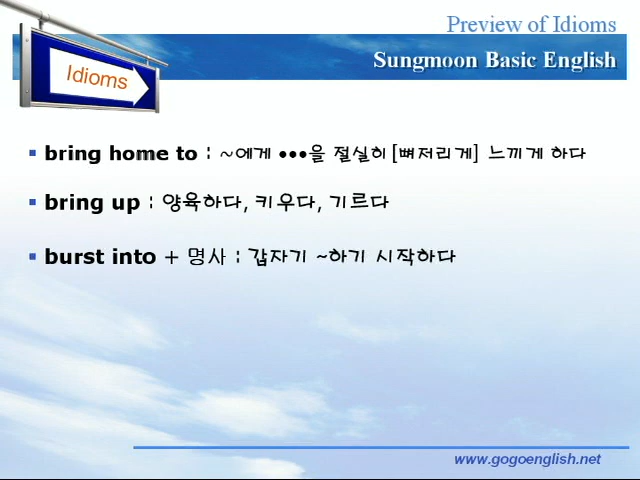 Preview of Idioms
Sungmoon Basic English
Idioms
bring home to : ~에게 •••을 절실히 [뼈저리게] 느끼게 하다
bring up : 양육하다, 키우다, 기르다
burst into + 명사 : 갑자기 ~하기 시작하다
www.gogoenglish.net